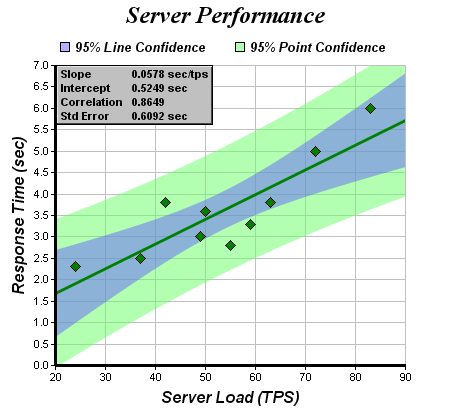 Server Performance
95% Line Confidence 95% Point Confidence
Slope 0.0578 sec/tps
Intercept 0.5249 sec
Correlation 0.8649
Std Error 0.6092 sec
Response Time (sec)
7.0
6.5
6.0
5.5
5.0
4.5
4.0
3.5
3.0
2.5
2.0
1.5
1.0
0.5
0.0
20 30 40 50 60 70 80 90
Server Load (TPS)